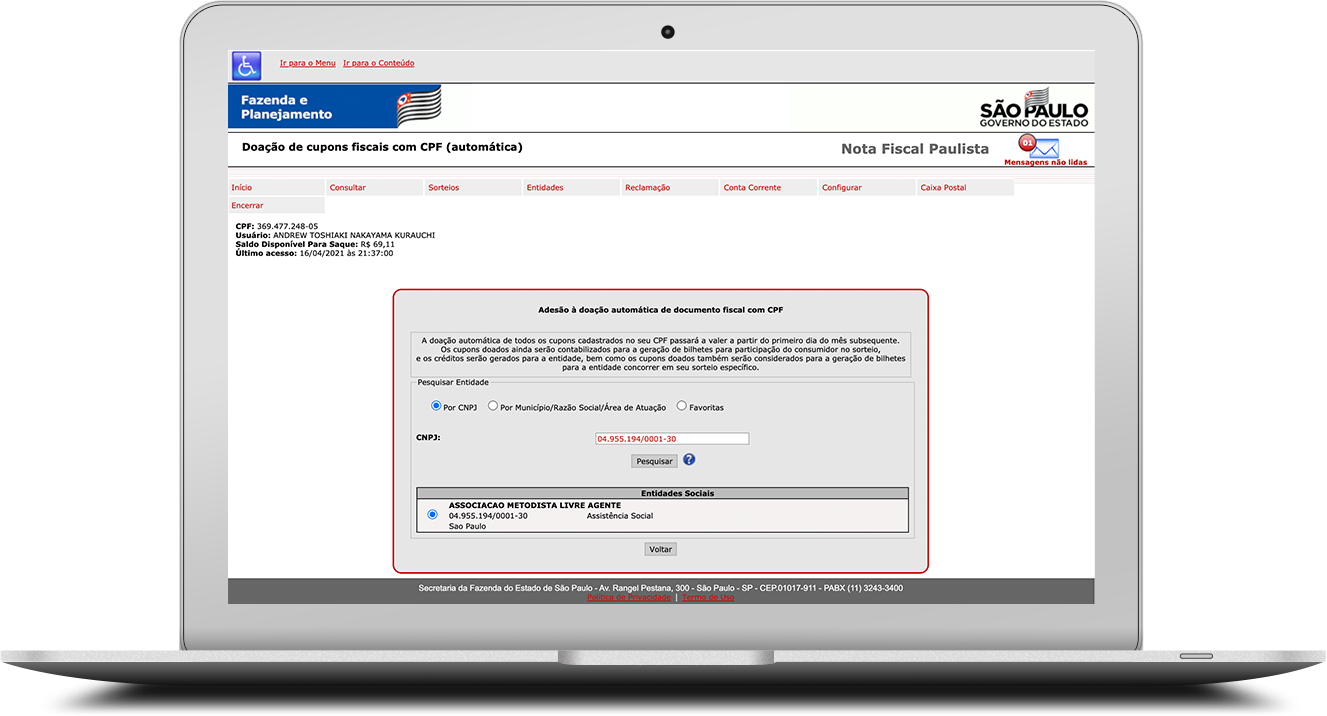 Ir para o Menu Ir para o Conteúdo
Fazenda e
Planejamento
SÃO PAULO
GOVERNO DO ESTADO
Doação de cupons fiscais com CPF (automática)
Nota Fiscal Paulista
01
Mensagens não lidas
Início Consultar Sorteios Entidades Reclamação Conta Corrente Configurar Caixa Postal
Encerrar
CPF: 369.477.248-05
Usuário: ANDREW TOSHIAKI NAKAYAMA KURAUCHI
Saldo Disponível Para Saque: R$ 69,11
Último acesso: 16/04/2021 às 21:37:00
Adesão à doação automática de documento fiscal com CPF
A doação automática de todos os cupons cadastrados no seu CPF passará a valer a partir do primeiro dia do mês subsequente.
Os cupons doados ainda serão contabilizados para a geração de bilhetes para participação do consumidor no sorteio,
e os créditos serão gerados para a entidade, bem como os cupons doados também serão considerados para a geração de bilhetes
para a entidade concorrer em seu sorteio específico.
Pesquisar Entidade
Por CNPJ Por Município/Razão Social/Área de Atuação Favoritas
CNPJ: 04.955.194/0001-30
Pesquisar ?
Entidades Sociais
ASSOCIACAO METODISTA LIVRE AGENTE
04.955.194/0001-30 Assistência Social
Sao Paulo
Voltar
Secretaria da Fazenda do Estado de São Paulo - Av. Rangel Pestana, 300 - São Paulo - SP - CEP.01017-911 - PABX (11) 3243-3400
Política de Privacidade | Termo de Uso